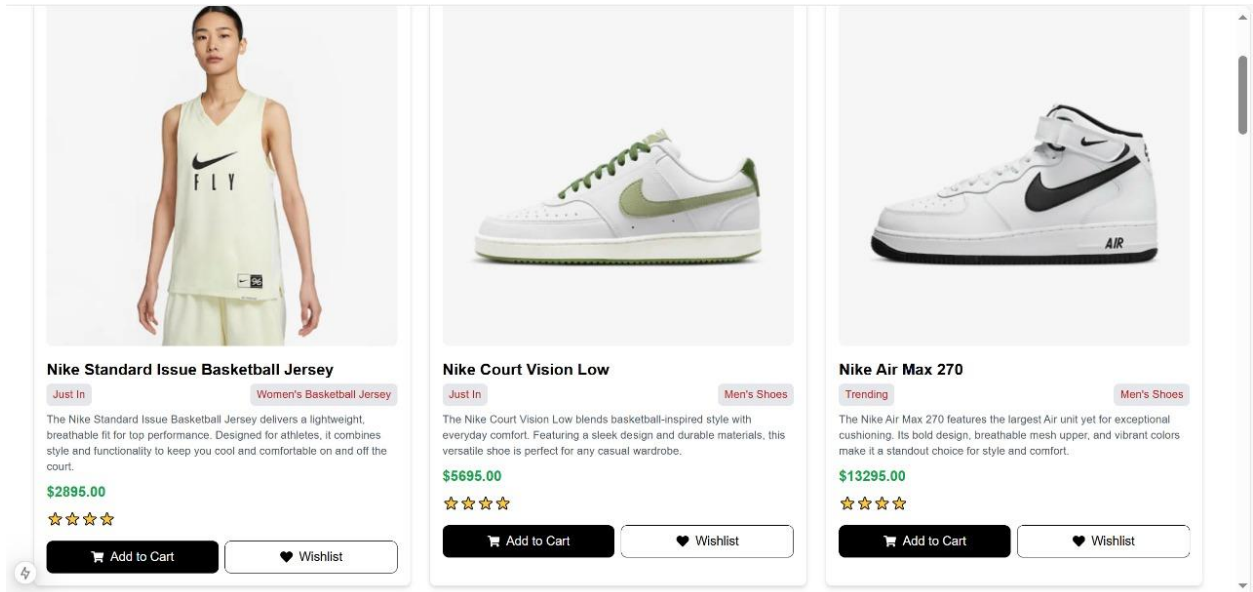 FLY
96
AIR
Nike Standard Issue Basketball Jersey
Just In
Women's Basketball Jersey
The Nike Standard Issue Basketball Jersey delivers a lightweight,
breathable fit for top performance. Designed for athletes, it combines
style and functionality to keep you cool and comfortable on and off the
court.
$2895.00
Add to Cart
Wishlist
Nike Court Vision Low
Just In
Men's Shoes
The Nike Court Vision Low blends basketball-inspired style with
everyday comfort. Featuring a sleek design and durable materials, this
versatile shoe is perfect for any casual wardrobe.
$5695.00
Add to Cart
Wishlist
Nike Air Max 270
Trending
Men's Shoes
The Nike Air Max 270 features the largest Air unit yet for exceptional
cushioning. Its bold design, breathable mesh upper, and vibrant colors
make it a standout choice for style and comfort.
$13295.00
Add to Cart
Wishlist